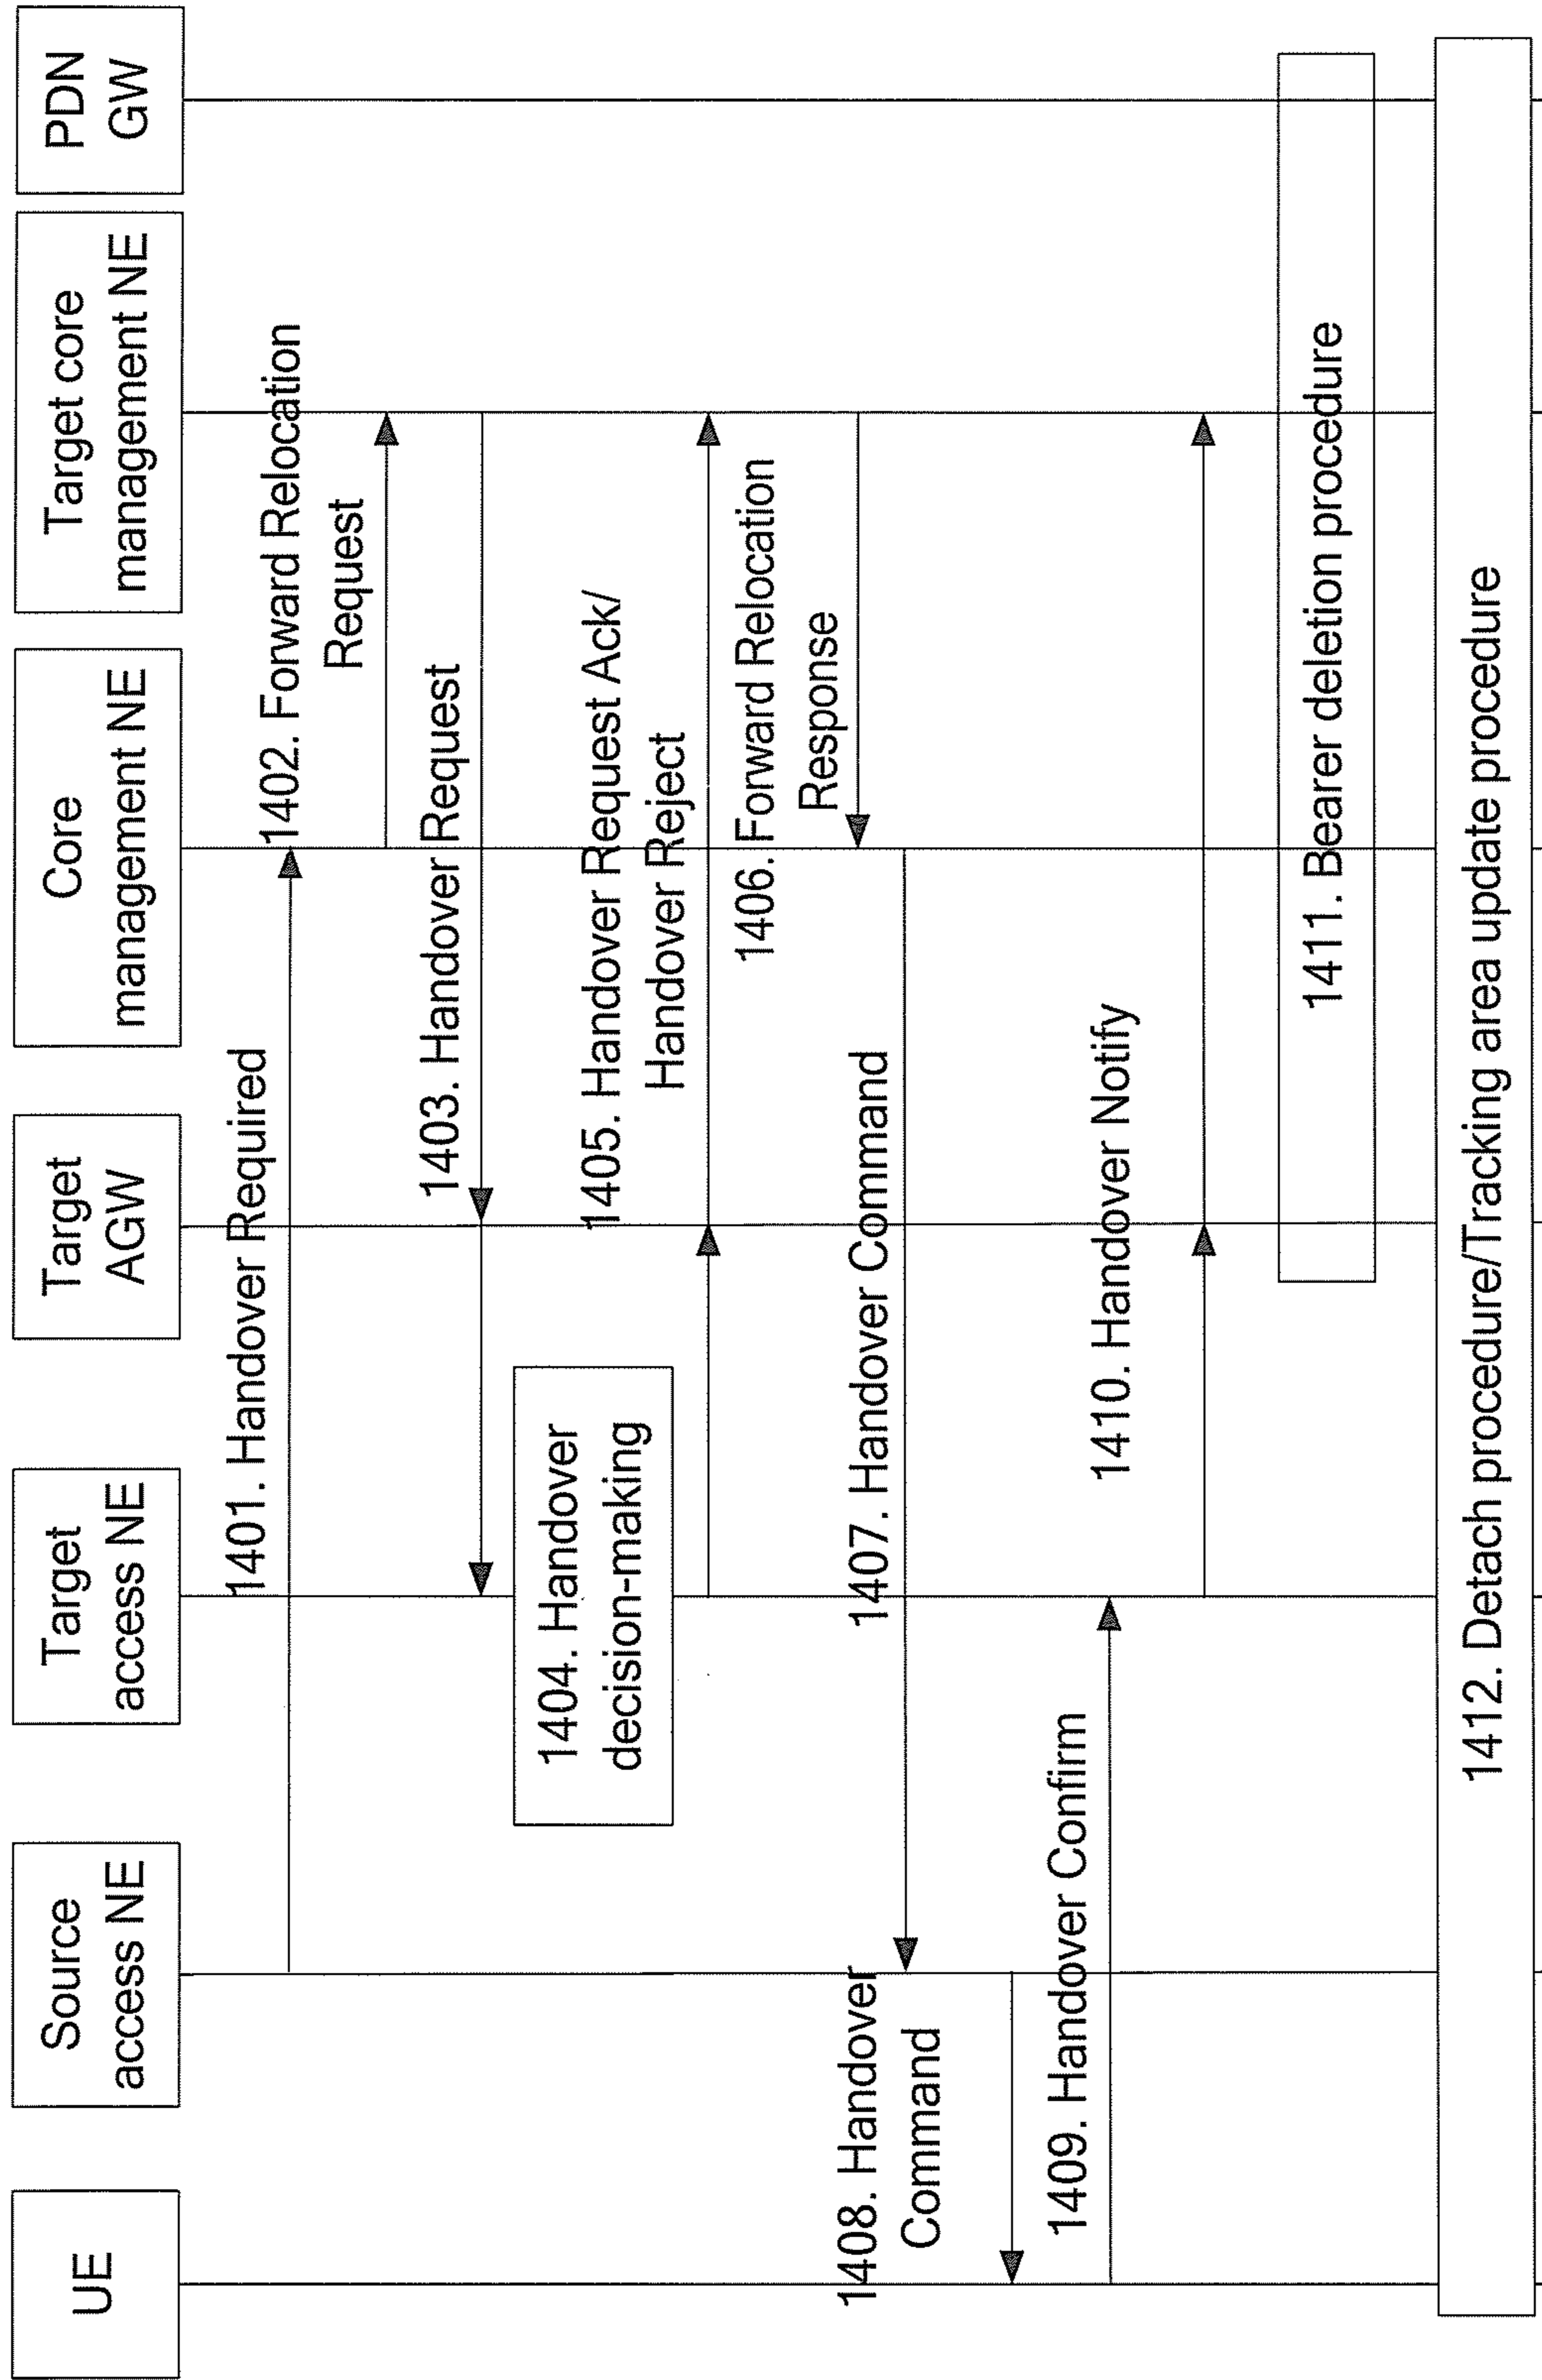 UE
Source
access NE
Target
access NE
Target
AGW
Core
management NE
Target core
management NE
PDN
GW
1401. Handover Required
1402. Forward Relocation
Request
1403. Handover Request
1404. Handover
decision-making
1405. Handover Request Ack/
Handover Reject
1406. Forward Relocation
Response
1407. Handover Command
1408. Handover
Command
1409. Handover Confirm
1410. Handover Notify
1411. Bearer deletion procedure
1412. Detach procedure/Tracking area update procedure